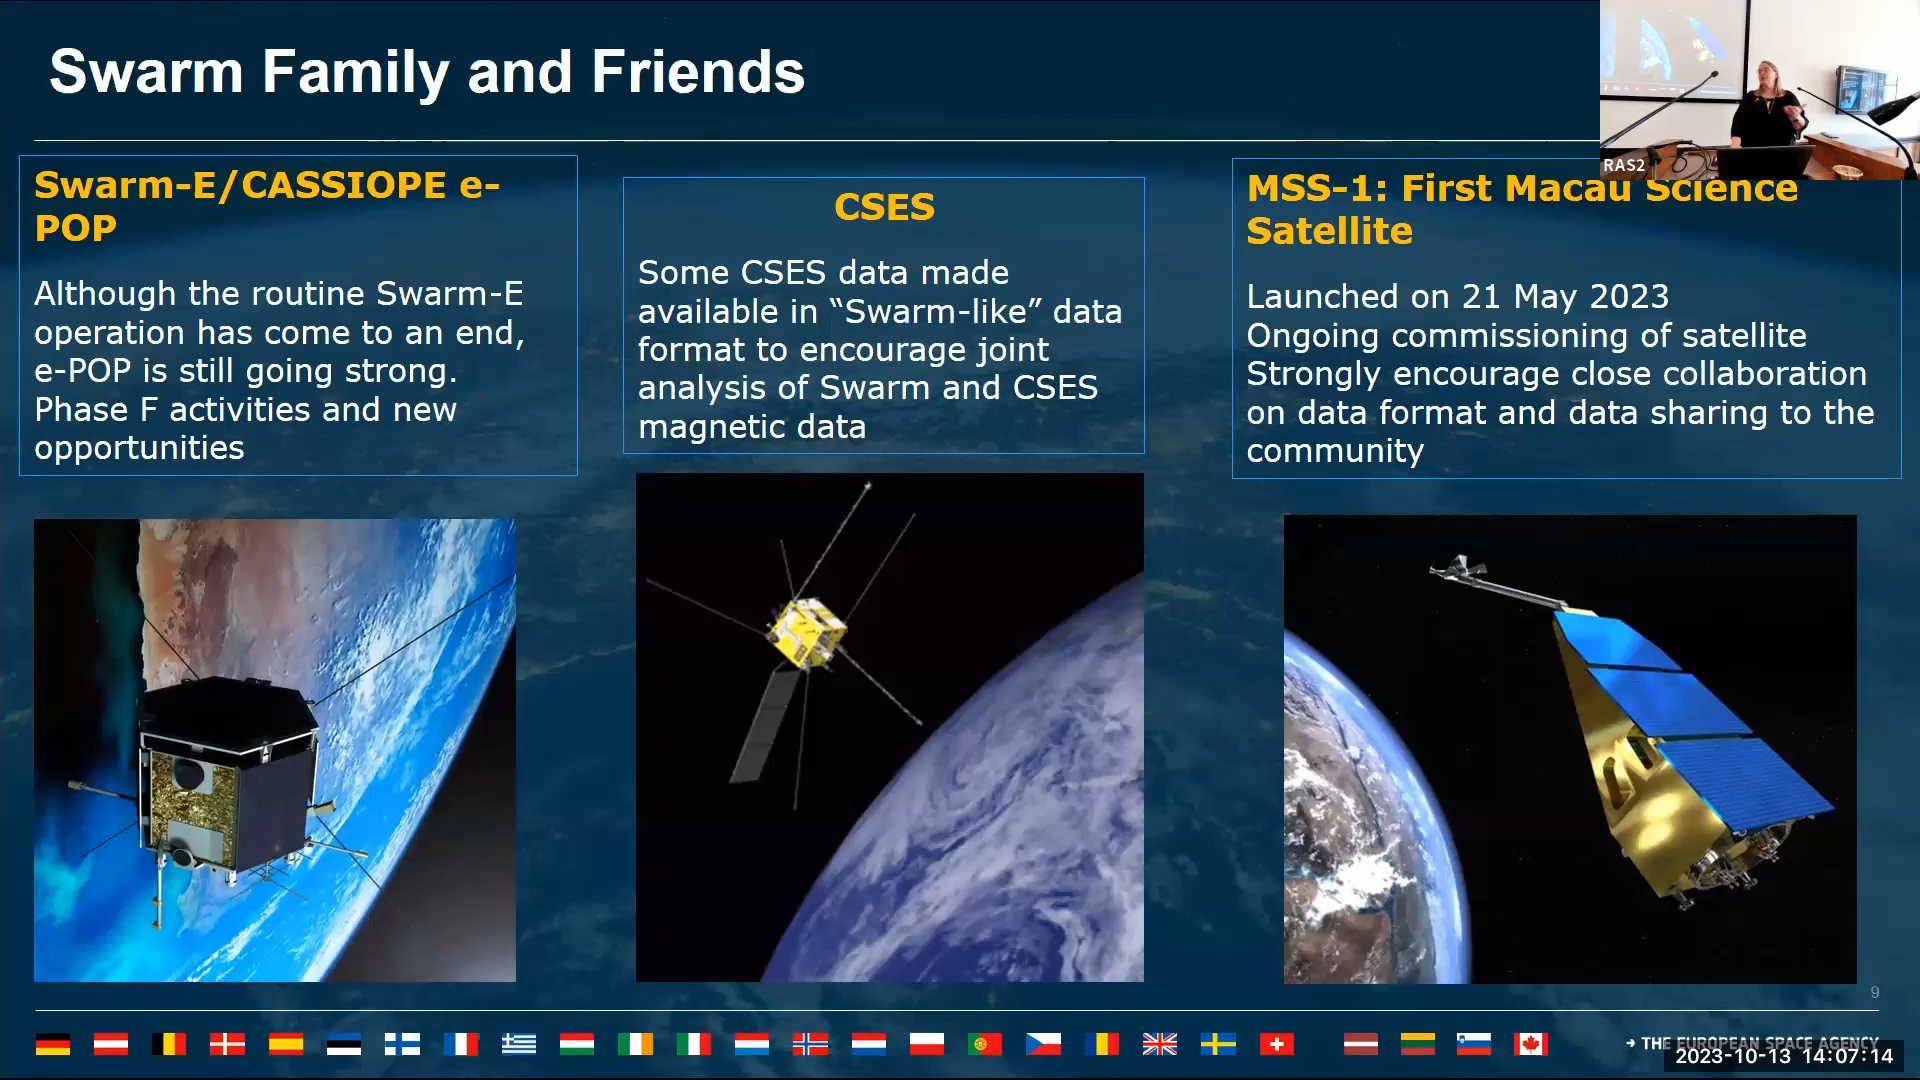 Swarm Family and Friends
RAS2
Swarm-E/CASSIOPE e-
POP
Although the routine Swarm-E
operation has come to an end,
e-POP is still going strong.
Phase F activities and new
opportunities
CSES
Some CSES data made
available in “Swarm-like” data
format to encourage joint
analysis of Swarm and CSES
magnetic data
MSS-1: First Macau Science
Satellite
Launched on 21 May 2023
Ongoing commissioning of satellite
Strongly encourage close collaboration
on data format and data sharing to the
community
9
→ THE EUROPEAN SPACE AGENCY
2023-10-13 14:07:14